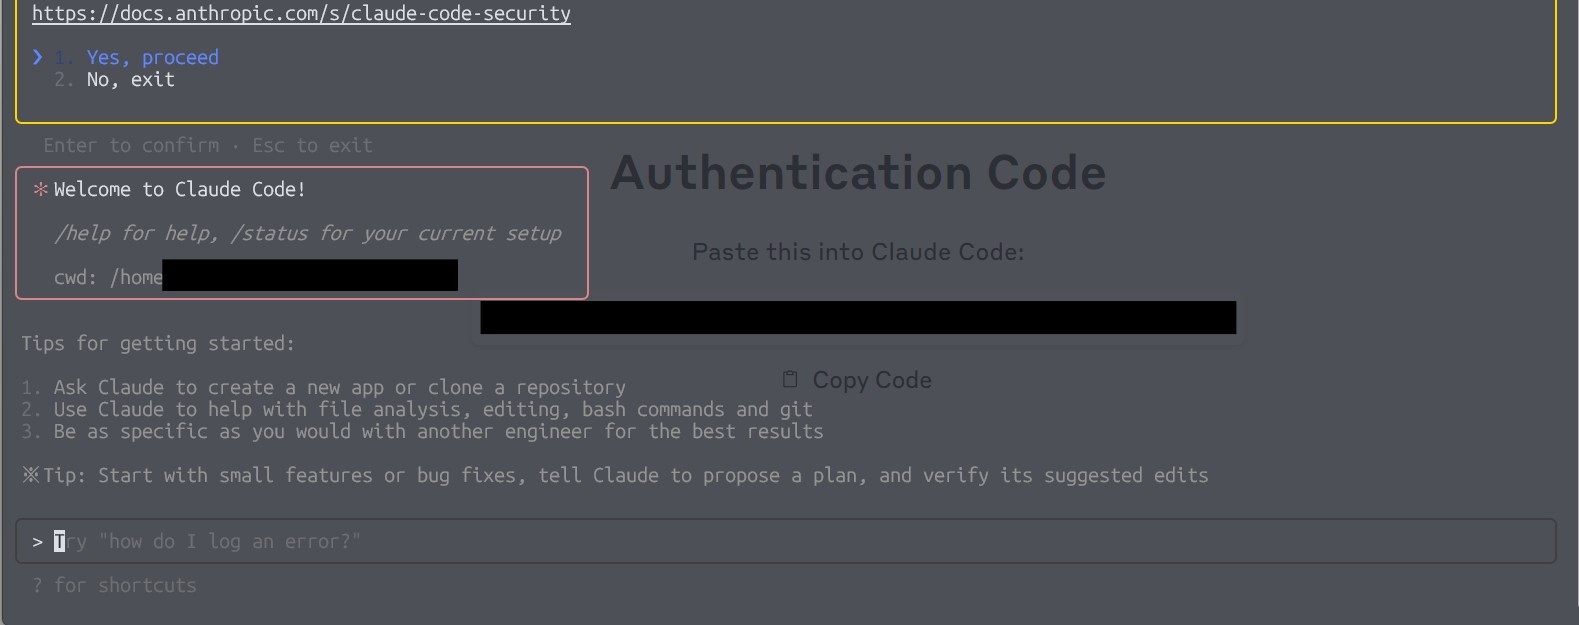 https://docs.anthropic.com/s/claude-code-security
❯ 1. Yes, proceed
2. No, exit
Enter to confirm · Esc to exit
✻ Welcome to Claude Code!
/help for help, /status for your current setup
cwd: /home
Authentication Code
Paste this into Claude Code:
Copy Code
Tips for getting started:
1. Ask Claude to create a new app or clone a repository
2. Use Claude to help with file analysis, editing, bash commands and git
3. Be as specific as you would with another engineer for the best results
※Tip: Start with small features or bug fixes, tell Claude to propose a plan, and verify its suggested edits
> Try "how do I log an error?"
? for shortcuts